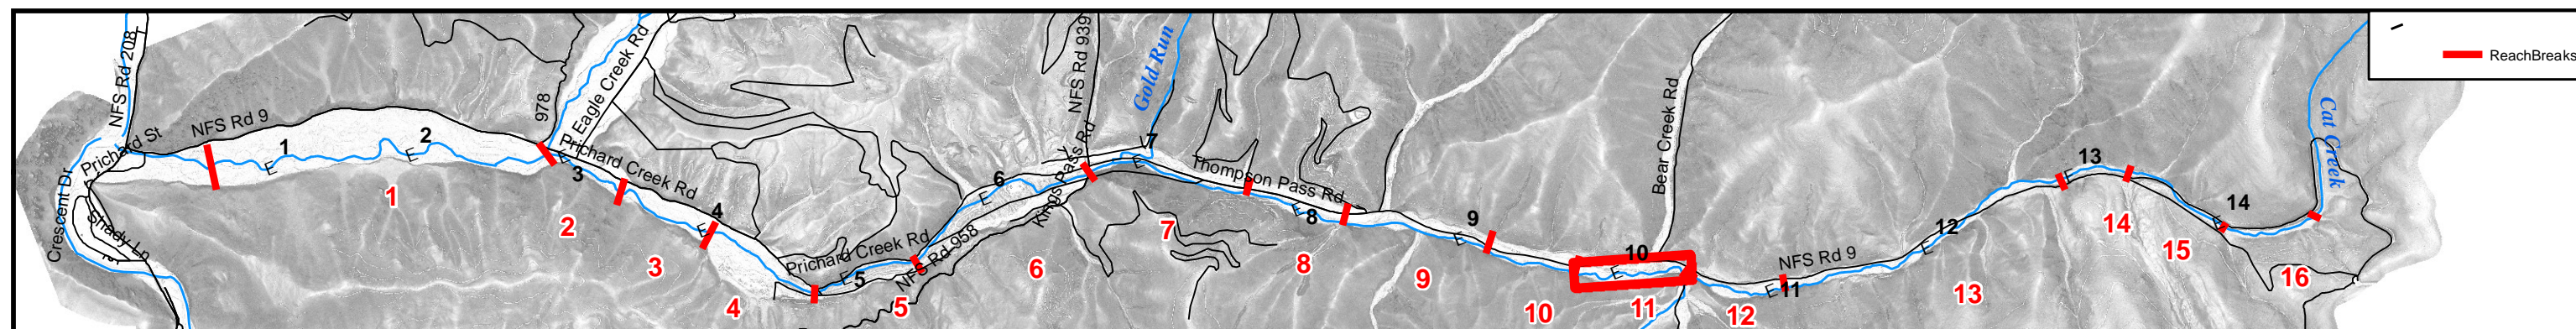 NFS Rd 208
Prichard St
NFS Rd 9
Crescent Dr
Shady Ln
978
P Eagle Creek Rd
Prichard Creek Rd
Prichard Creek Rd
NFS Rd 958
Kings Pass Rd
NFS Rd 939
Gold Run
Thompson Pass Rd
Bear Creek Rd
NFS Rd 9
Cat Creek
ReachBreaks
1
2
3
4
5
6
7
8
9
10
11
12
13
14
E
E
E
E
E
E
E
E
E
E
E
E
E
E
1
2
3
4
5
6
7
8
9
10
11
12
13
14
15
16